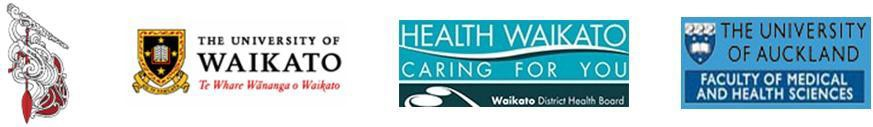 THE UNIVERSITY OF
WAIKATO
Te Whare Wānanga o Waikato
HEALTH WAIKATO
CARING FOR YOU
Waikato District Health Board
THE UNIVERSITY
OF AUCKLAND
FACULTY OF MEDICAL
AND HEALTH SCIENCES